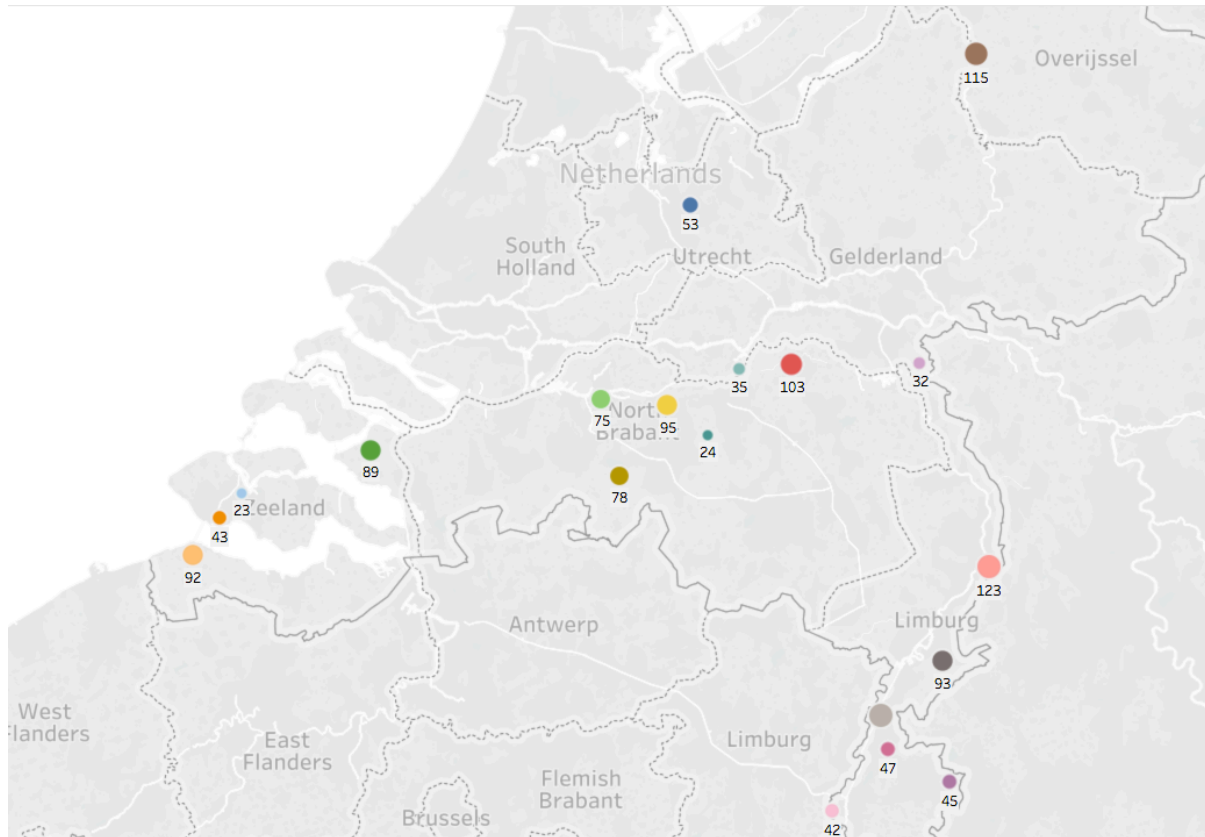 Overijssel
115
Netherlands
53
South
Holland
Utrecht
Gelderland
35
103
32
75
North
Brabant
95
24
89
78
23
Zeeland
43
92
123
Antwerp
Limburg
93
West
Flanders
East
Flanders
Limburg
47
Flemish
Brabant
45
Brussels
42